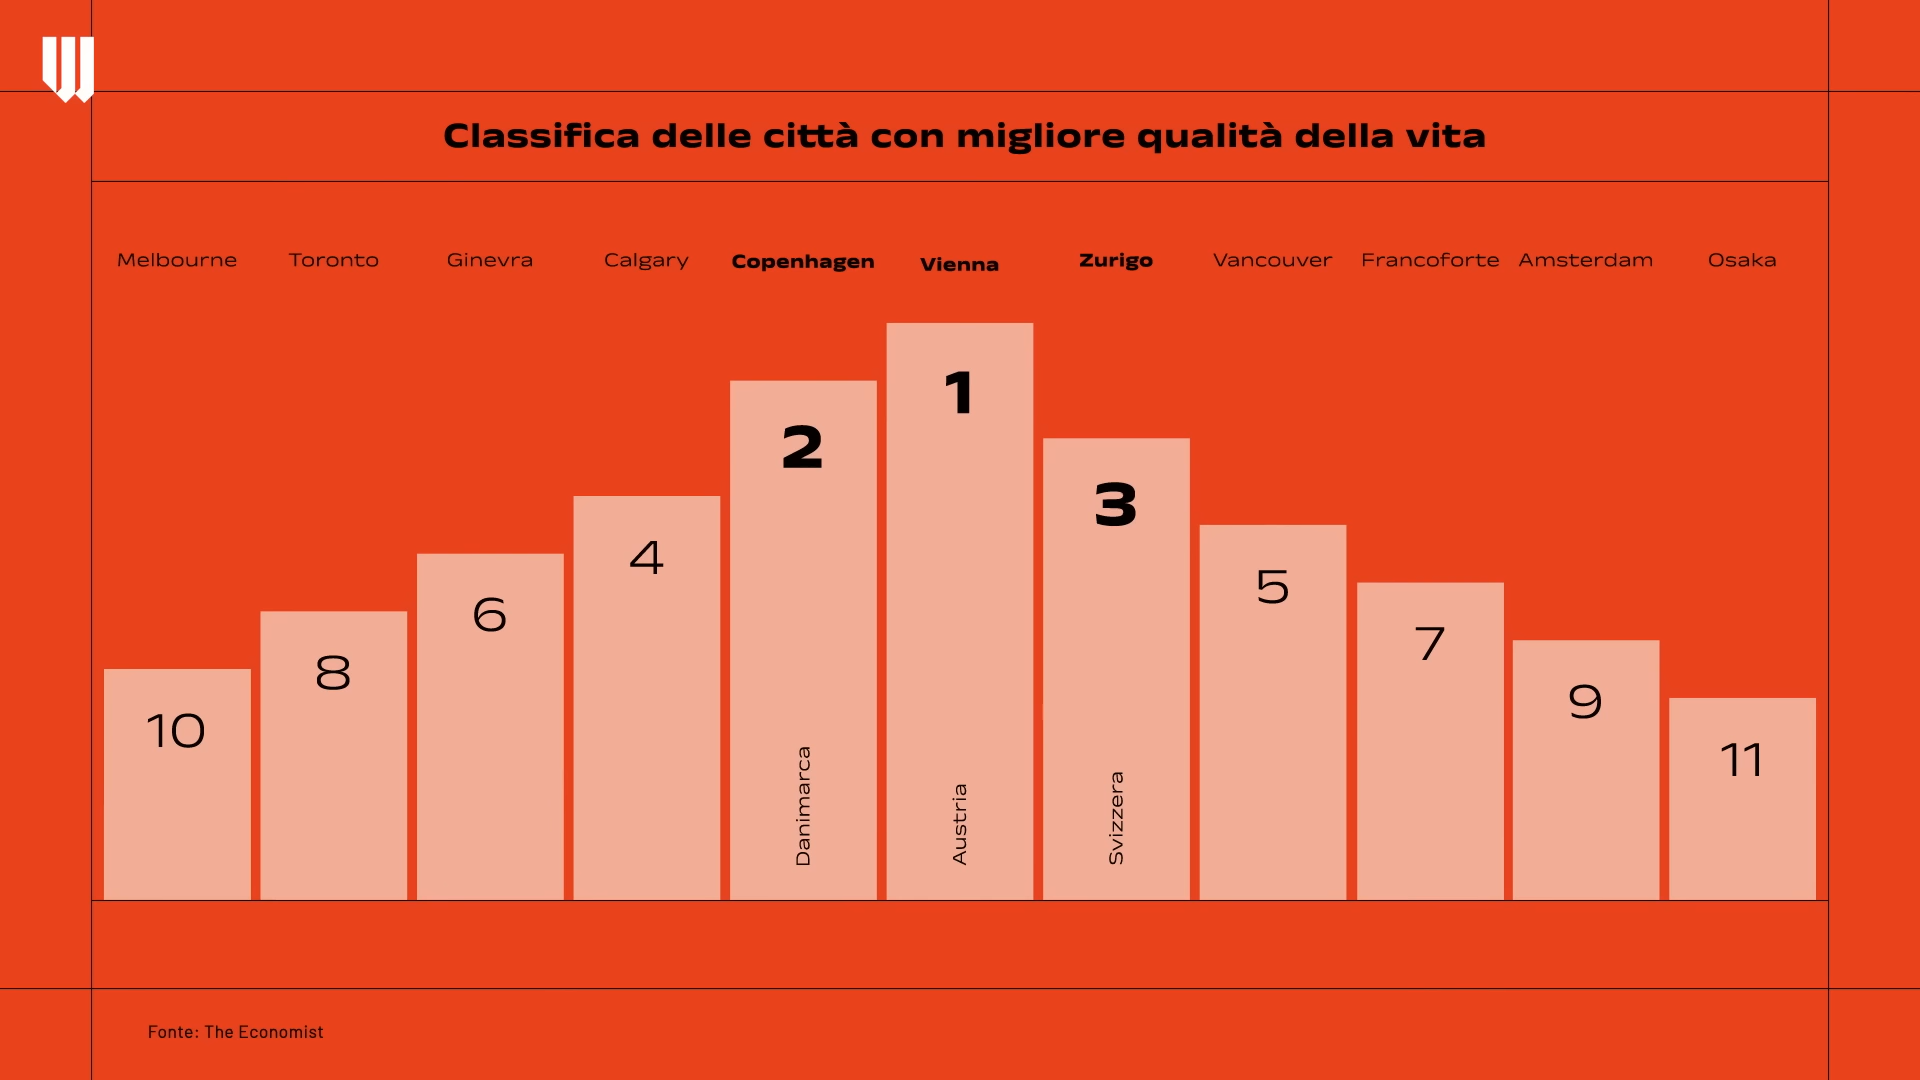 Classifica delle città con migliore qualità della vita
Melbourne
Toronto
Ginevra
Calgary
Copenhagen
Vienna
Zurigo
Vancouver
Francoforte
Amsterdam
Osaka
10
8
6
4
2
1
3
5
7
9
11
Danimarca
Austria
Svizzera
Fonte: The Economist